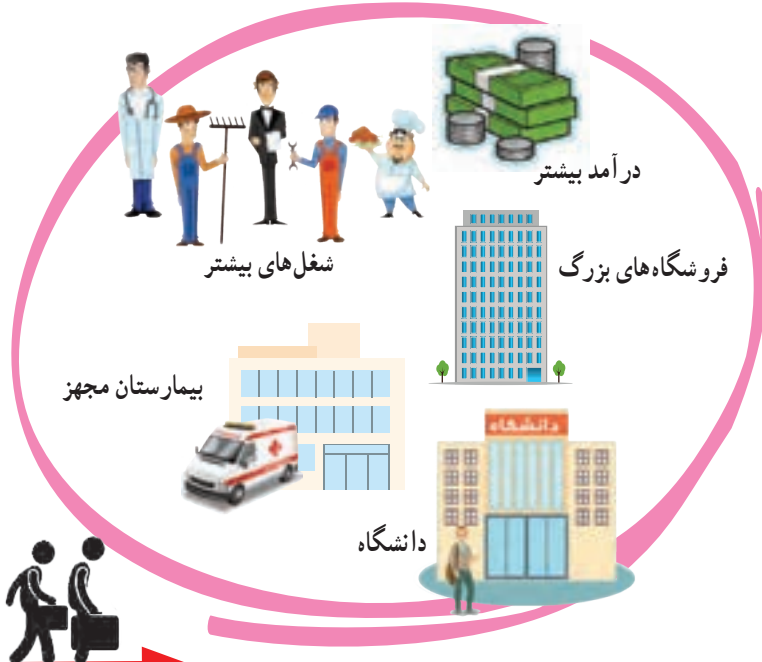 درآمد بیشتر
شغل‌های بیشتر
فروشگاه‌های بزرگ
بیمارستان مجهز
دانشگاه
دانشگاه